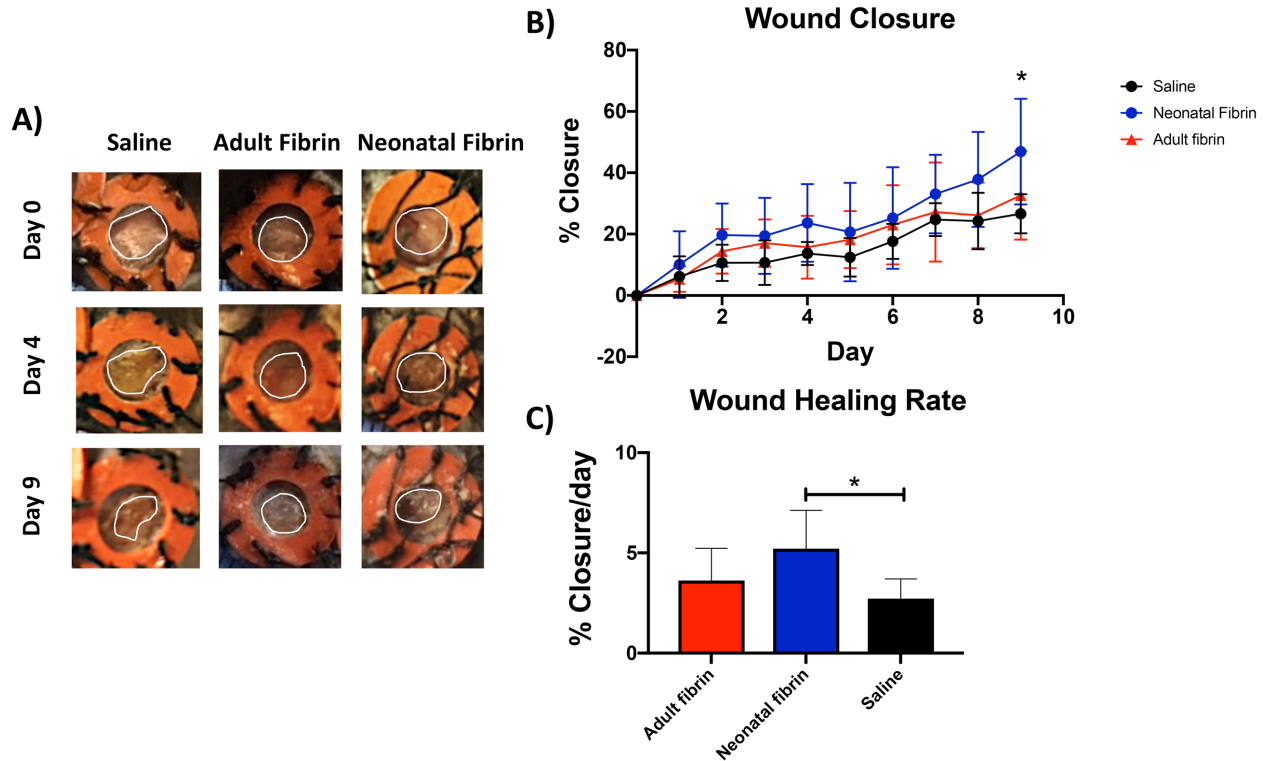 A)
Saline Adult Fibrin Neonatal Fibrin
Day 0
Day 4
Day 9
B)
Wound Closure
% Closure
80
60
40
20
0
-20
2 4 6 8 10
Day
*
Saline
Neonatal Fibrin
Adult fibrin
C)
Wound Healing Rate
% Closure/day
10
5
0
*
Adult fibrin
Neonatal fibrin
Saline